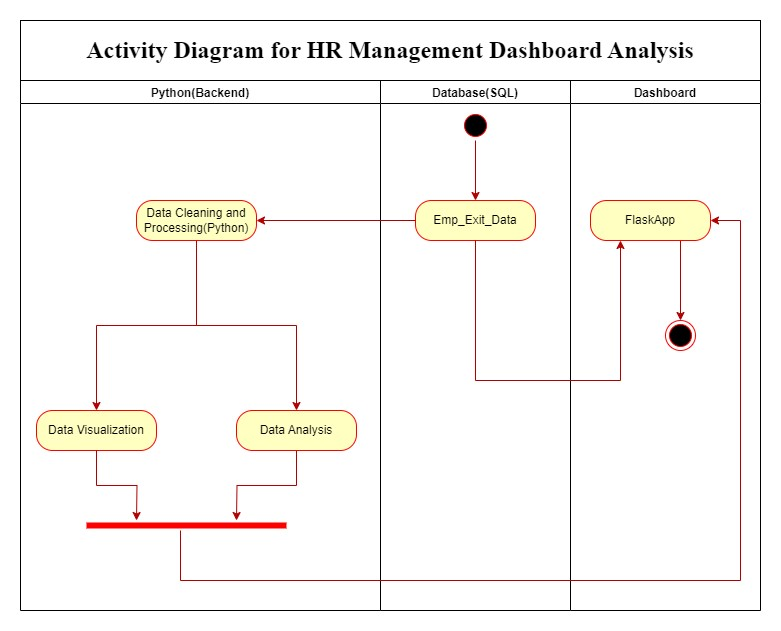 Activity Diagram for HR Management Dashboard Analysis
Python(Backend)
Database(SQL)
Dashboard
Data Cleaning and
Processing(Python)
Emp_Exit_Data
FlaskApp
Data Visualization
Data Analysis